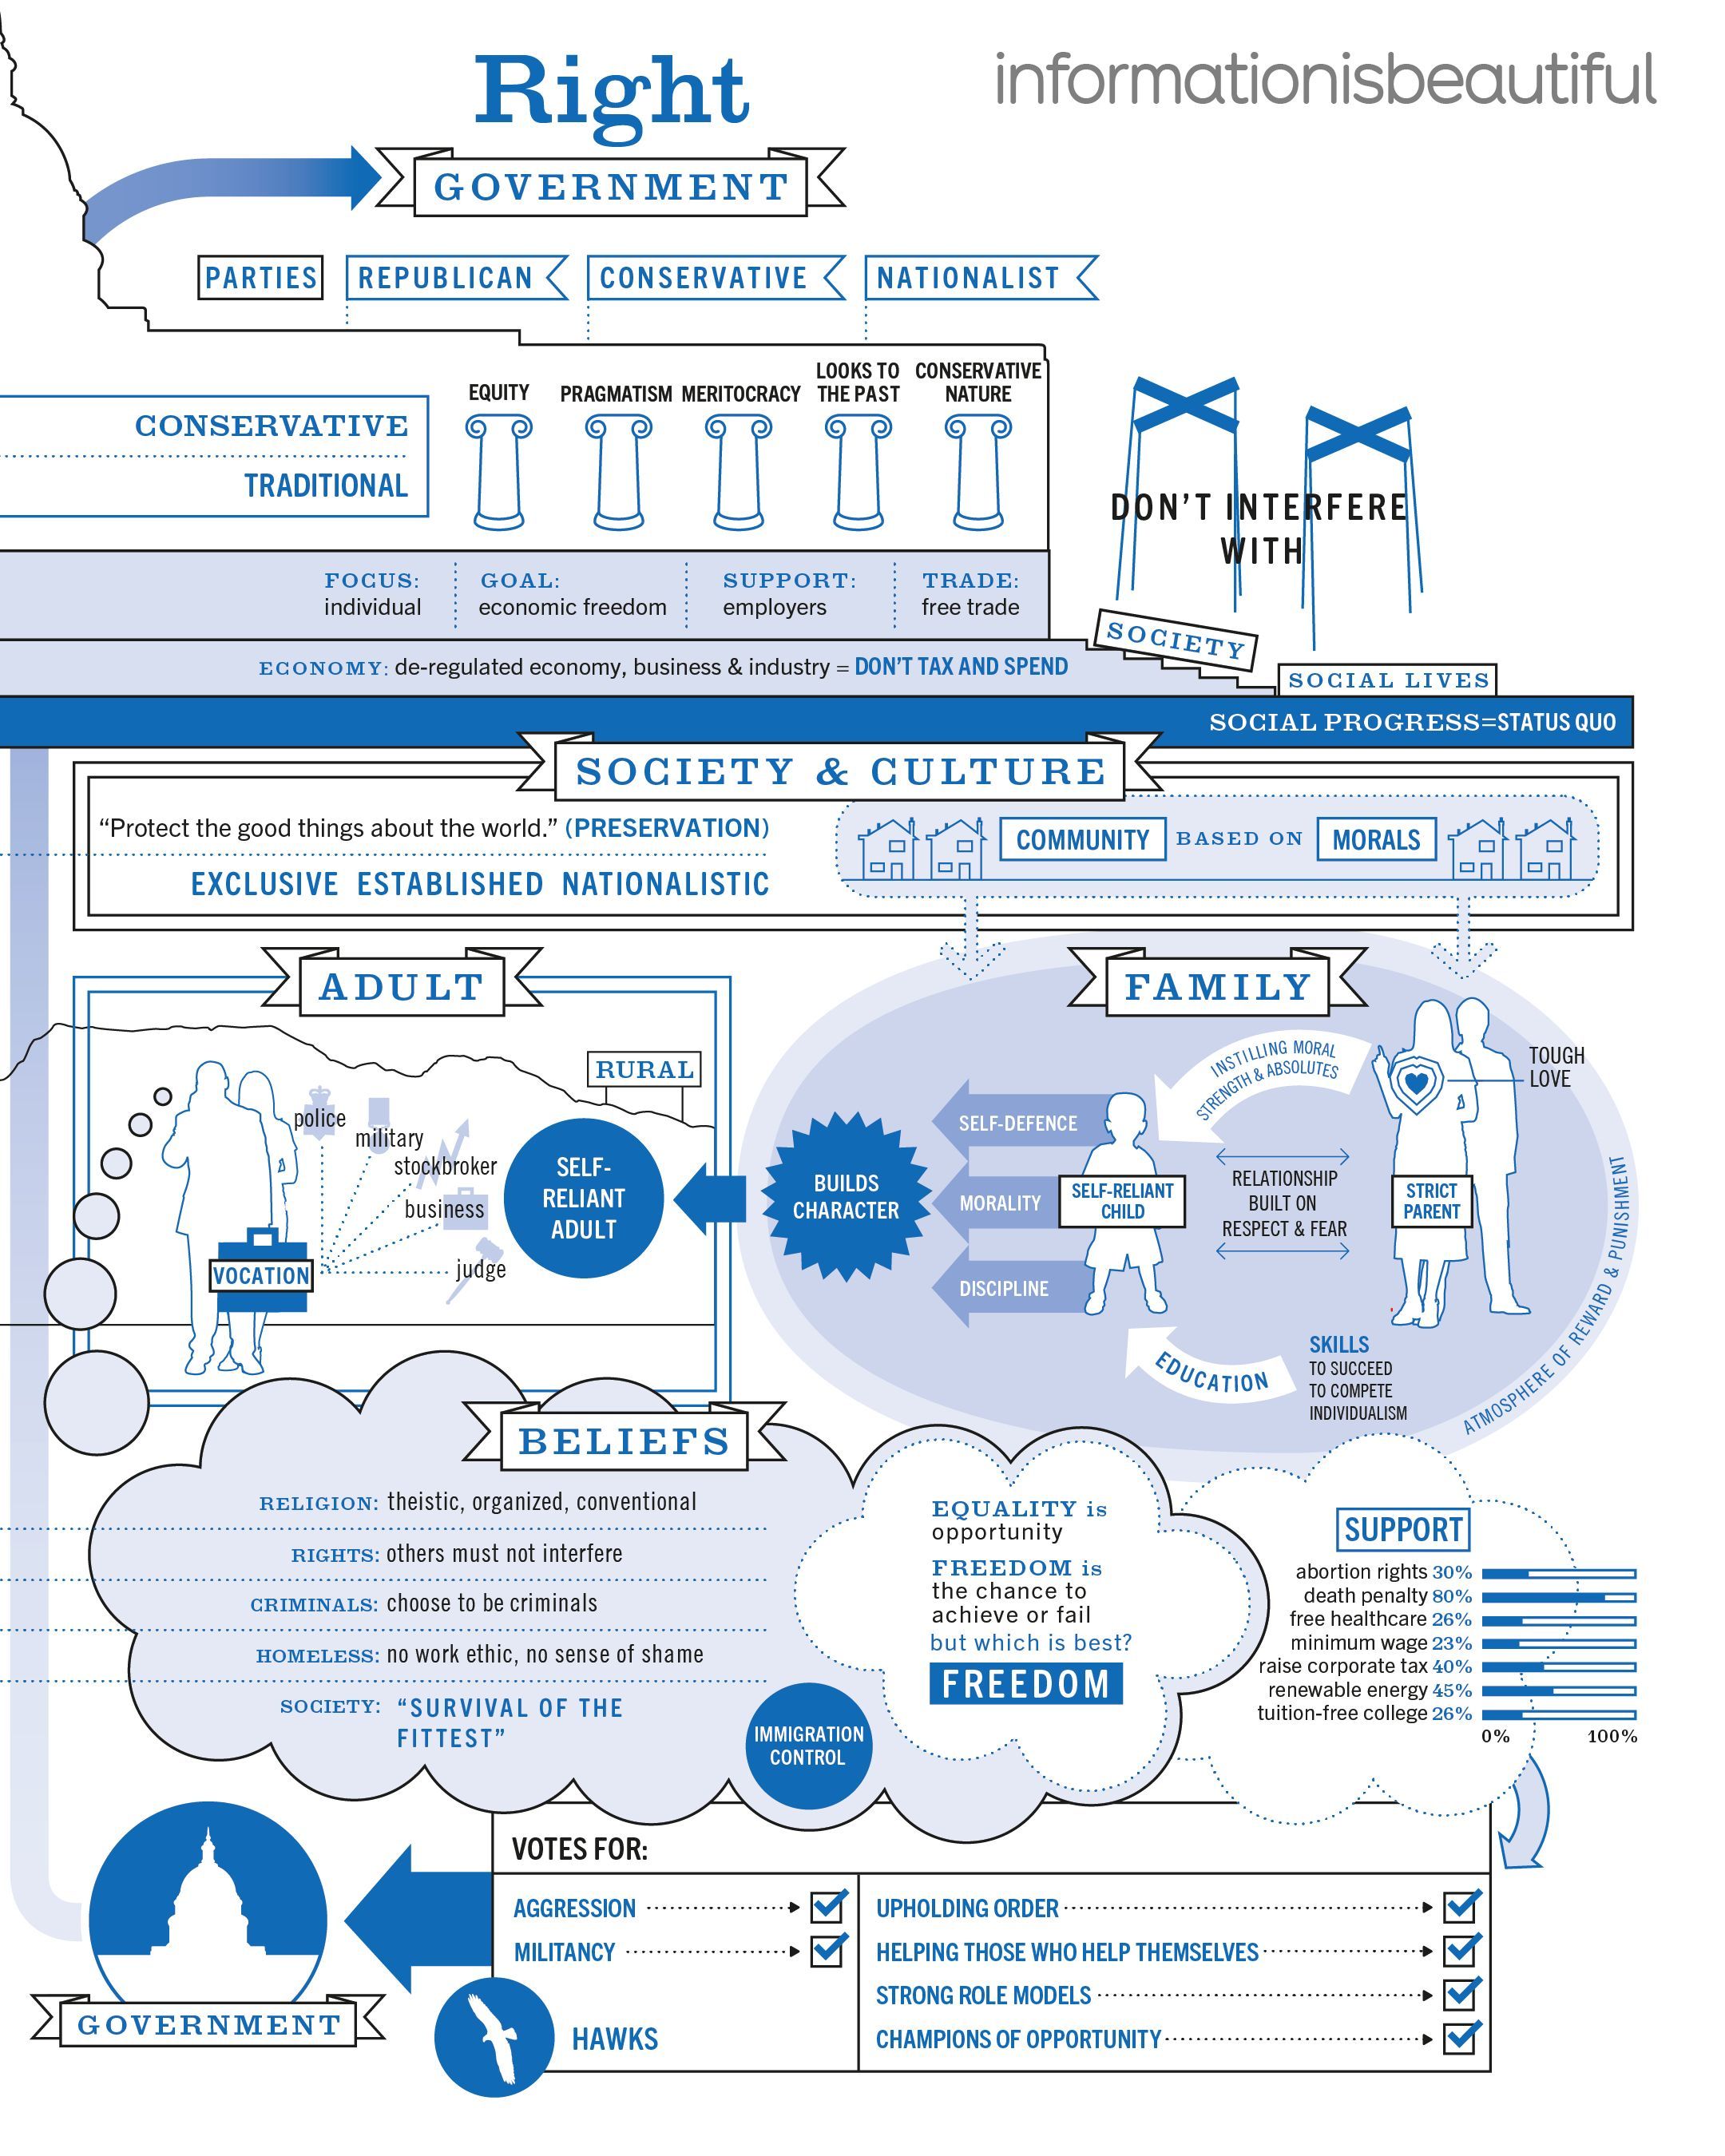 Right
informationisbeautiful
GOVERNMENT
PARTIES
REPUBLICAN
CONSERVATIVE
NATIONALIST
CONSERVATIVE
TRADITIONAL
EQUITY
PRAGMATISM
MERITOCRACY
LOOKS TO
THE PAST
CONSERVATIVE
NATURE
DON'T INTERFERE
WITH
SOCIETY
SOCIAL LIVES
FOCUS:
individual
GOAL:
economic freedom
SUPPORT:
employers
TRADE:
free trade
ECONOMY: de-regulated economy, business & industry = DON'T TAX AND SPEND
SOCIAL PROGRESS=STATUS QUO
SOCIETY & CULTURE
“Protect the good things about the world.” (PRESERVATION)
EXCLUSIVE ESTABLISHED NATIONALISTIC
COMMUNITY BASED ON MORALS
ADULT
RURAL
police
military
stockbroker
business
judge
VOCATION
SELF-
RELIANT
ADULT
FAMILY
INSTILLING MORAL
STRENGTH & ABSOLUTES
TOUGH
LOVE
BUILDS
CHARACTER
SELF-DEFENCE
MORALITY
DISCIPLINE
SELF-RELIANT
CHILD
RELATIONSHIP
BUILT ON
RESPECT & FEAR
STRICT
PARENT
EDUCATION
SKILLS
TO SUCCEED
TO COMPETE
INDIVIDUALISM
ATMOSPHERE OF REWARD & PUNISHMENT
BELIEFS
RELIGION: theistic, organized, conventional
RIGHTS: others must not interfere
CRIMINALS: choose to be criminals
HOMELESS: no work ethic, no sense of shame
SOCIETY: “SURVIVAL OF THE
FITTEST”
IMMIGRATION
CONTROL
EQUALITY is
opportunity
FREEDOM is
the chance to
achieve or fail
but which is best?
FREEDOM
SUPPORT
abortion rights 30%
death penalty 80%
free healthcare 26%
minimum wage 23%
raise corporate tax 40%
renewable energy 45%
tuition-free college 26%
0% 100%
VOTES FOR:
AGGRESSION
MILITANCY
HAWKS
UPHOLDING ORDER
HELPING THOSE WHO HELP THEMSELVES
STRONG ROLE MODELS
CHAMPIONS OF OPPORTUNITY
GOVERNMENT